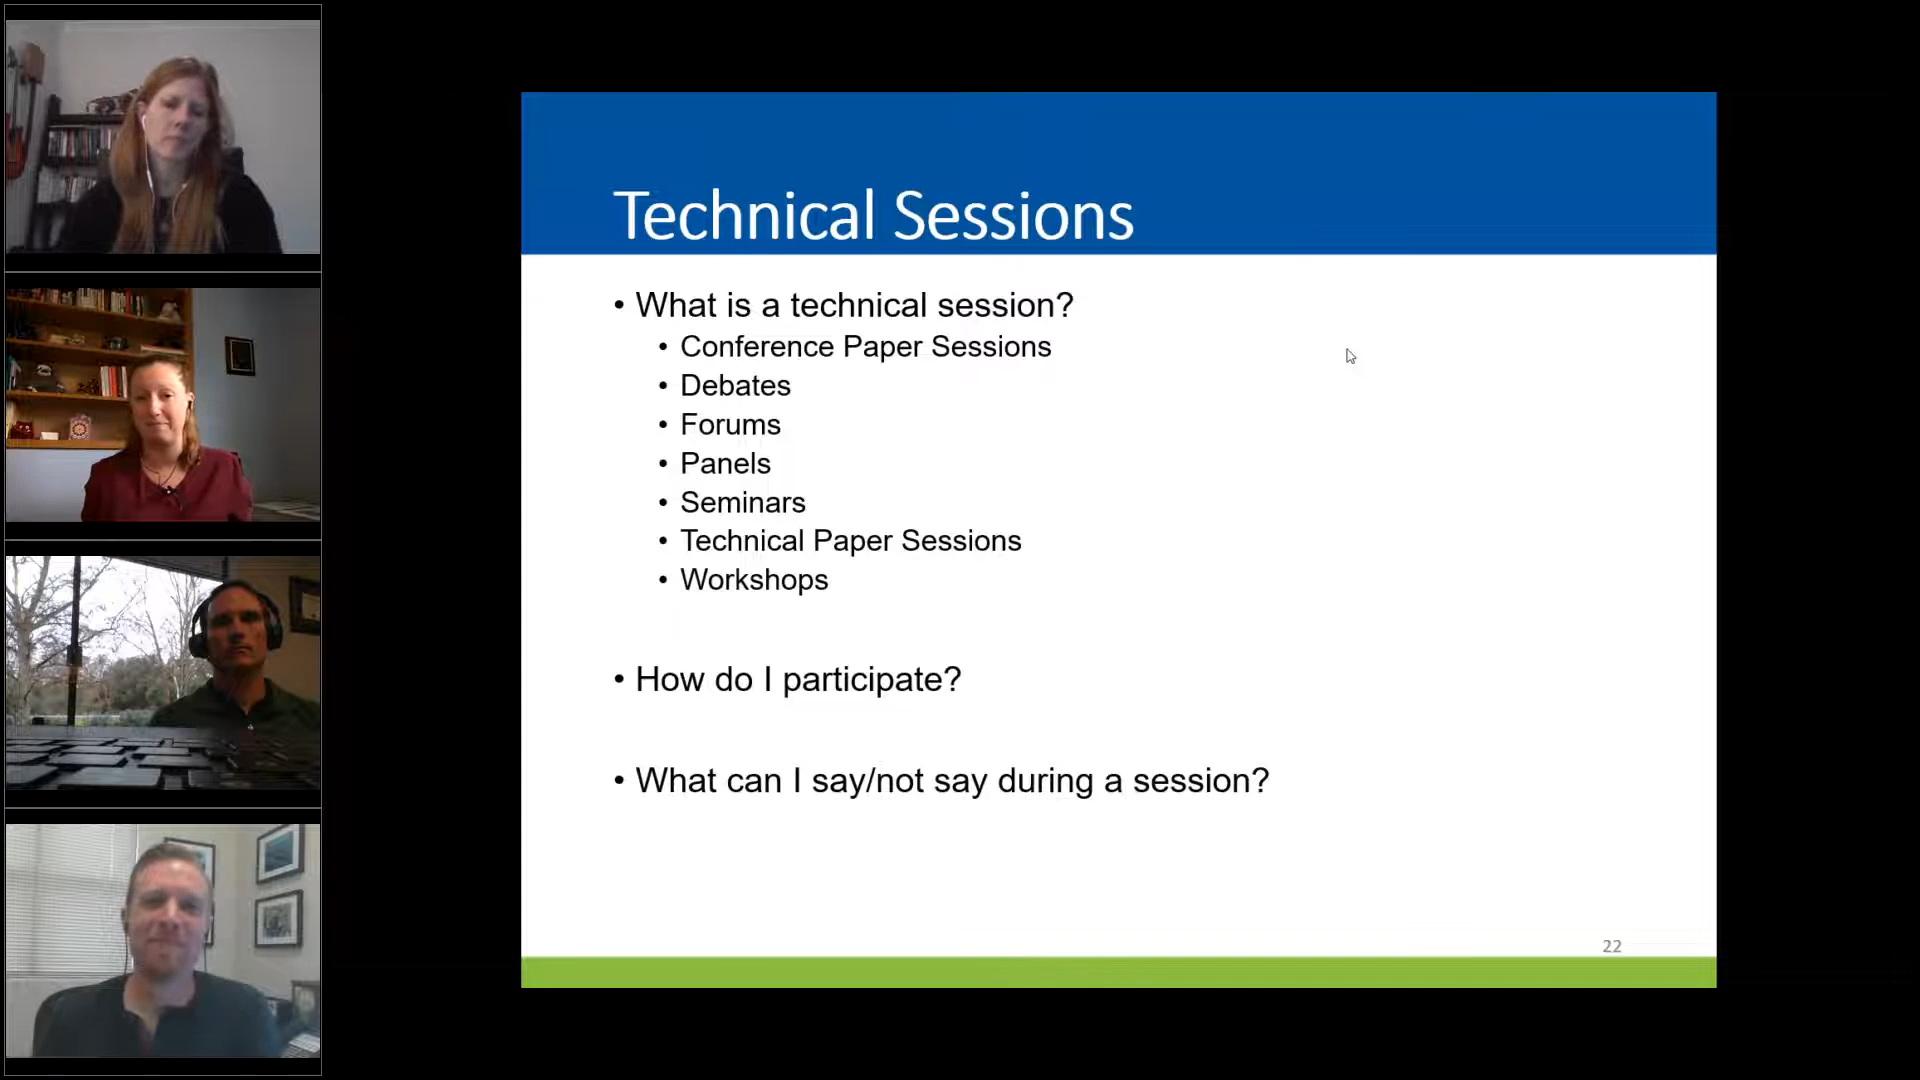 Technical Sessions
• What is a technical session?
• Conference Paper Sessions
• Debates
• Forums
• Panels
• Seminars
• Technical Paper Sessions
• Workshops
• How do I participate?
• What can I say/not say during a session?
22